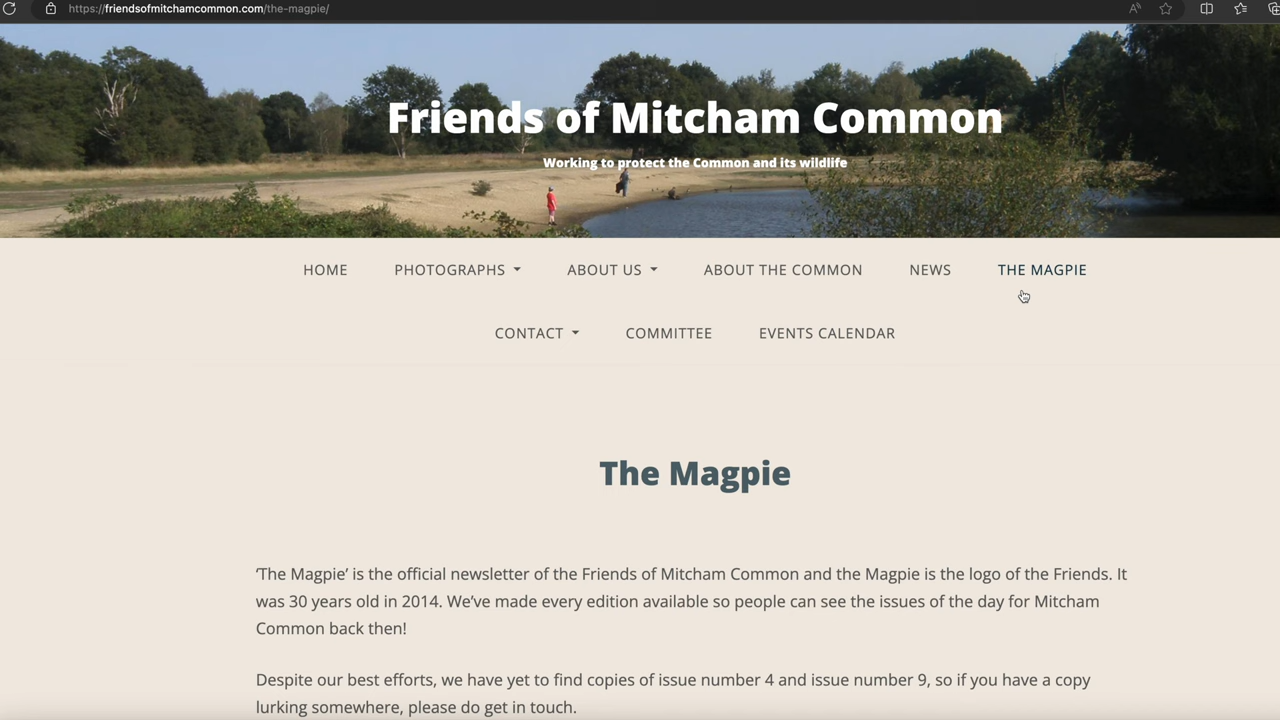 https://friendsofmitchamcommon.com/the-magpie/
Friends of Mitcham Common
Working to protect the Common and its wildlife
HOME PHOTOGRAPHS ABOUT US ABOUT THE COMMON NEWS THE MAGPIE
CONTACT COMMITTEE EVENTS CALENDAR
The Magpie
‘The Magpie’ is the official newsletter of the Friends of Mitcham Common and the Magpie is the logo of the Friends. It
was 30 years old in 2014. We’ve made every edition available so people can see the issues of the day for Mitcham
Common back then!
Despite our best efforts, we have yet to find copies of issue number 4 and issue number 9, so if you have a copy
lurking somewhere, please do get in touch.